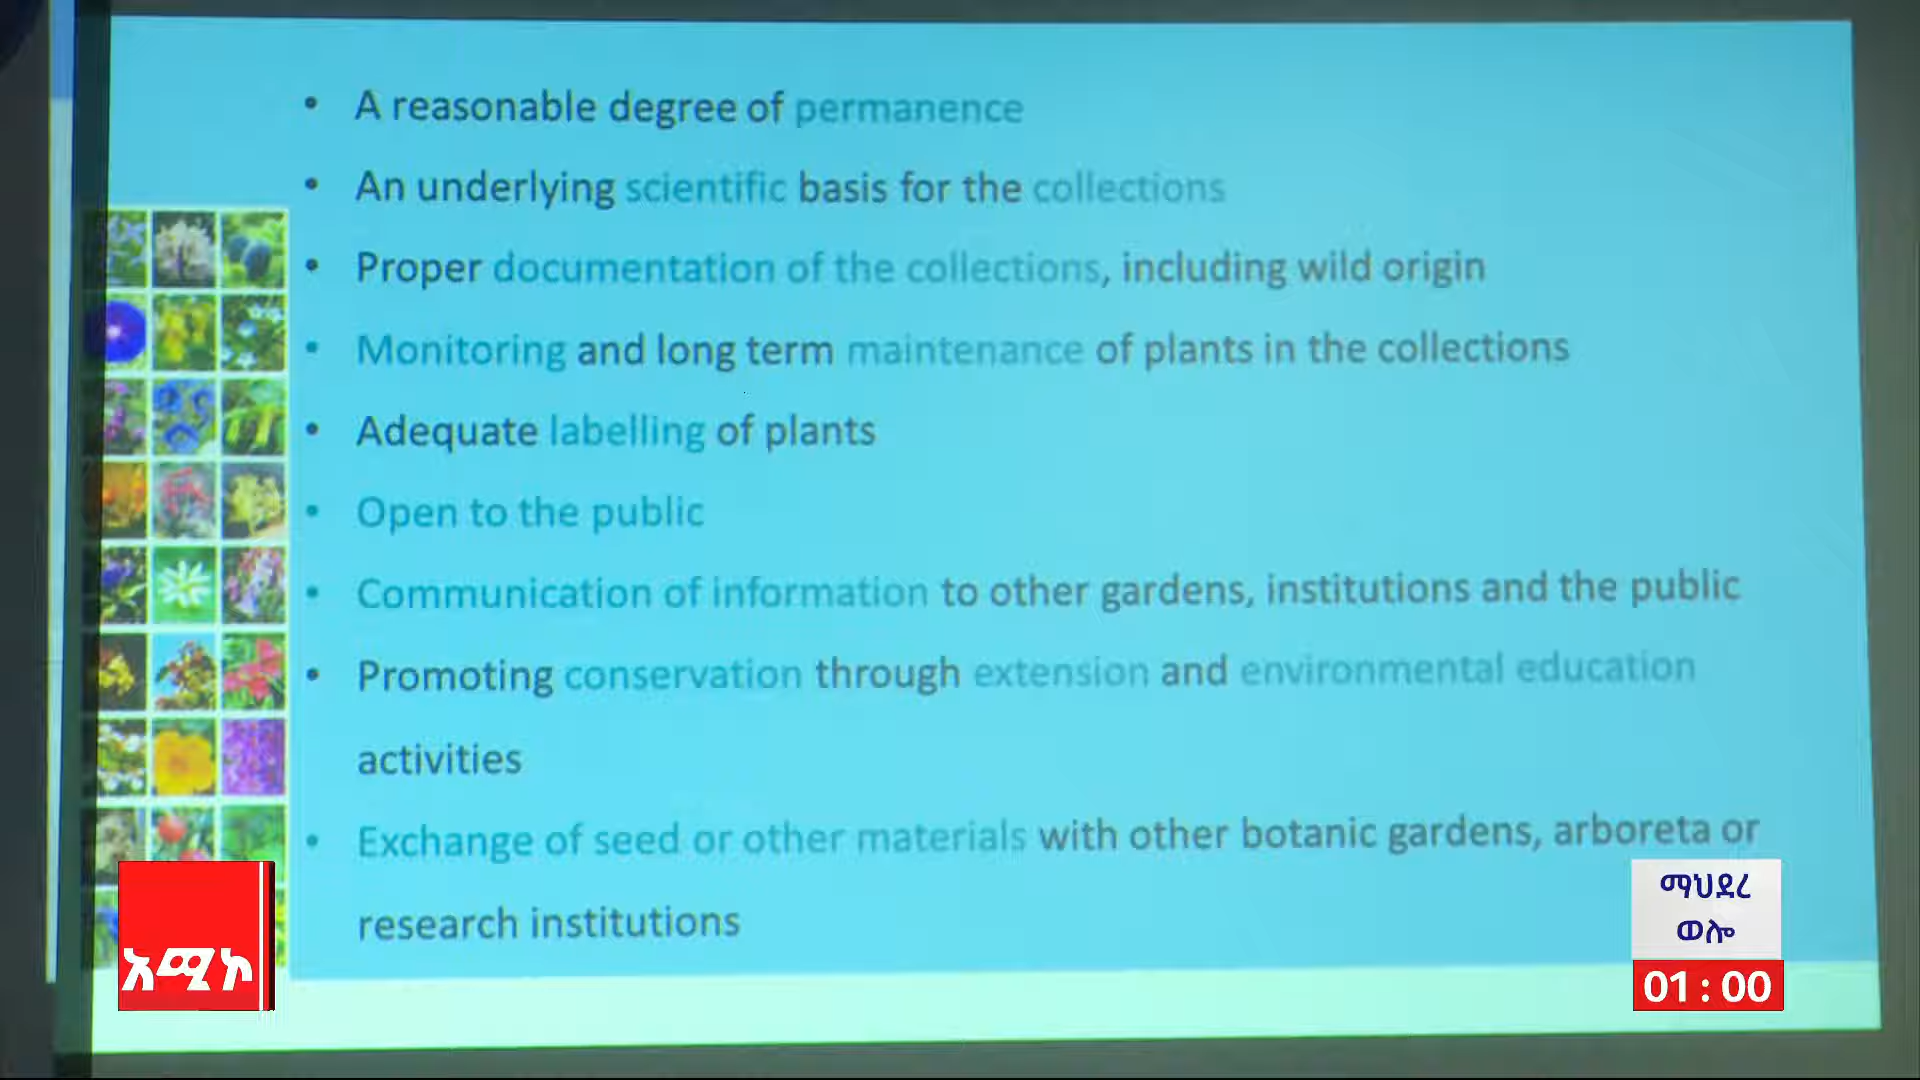 • A reasonable degree of permanence
• An underlying scientific basis for the collections
• Proper documentation of the collections, including wild origin
• Monitoring and long term maintenance of plants in the collections
• Adequate labelling of plants
• Open to the public
• Communication of information to other gardens, institutions and the public
• Promoting conservation through extension and environmental education
activities
• Exchange of seed or other materials with other botanic gardens, arboreta or
research institutions
አሚኮ
ማህደረ
ወሎ
01:00